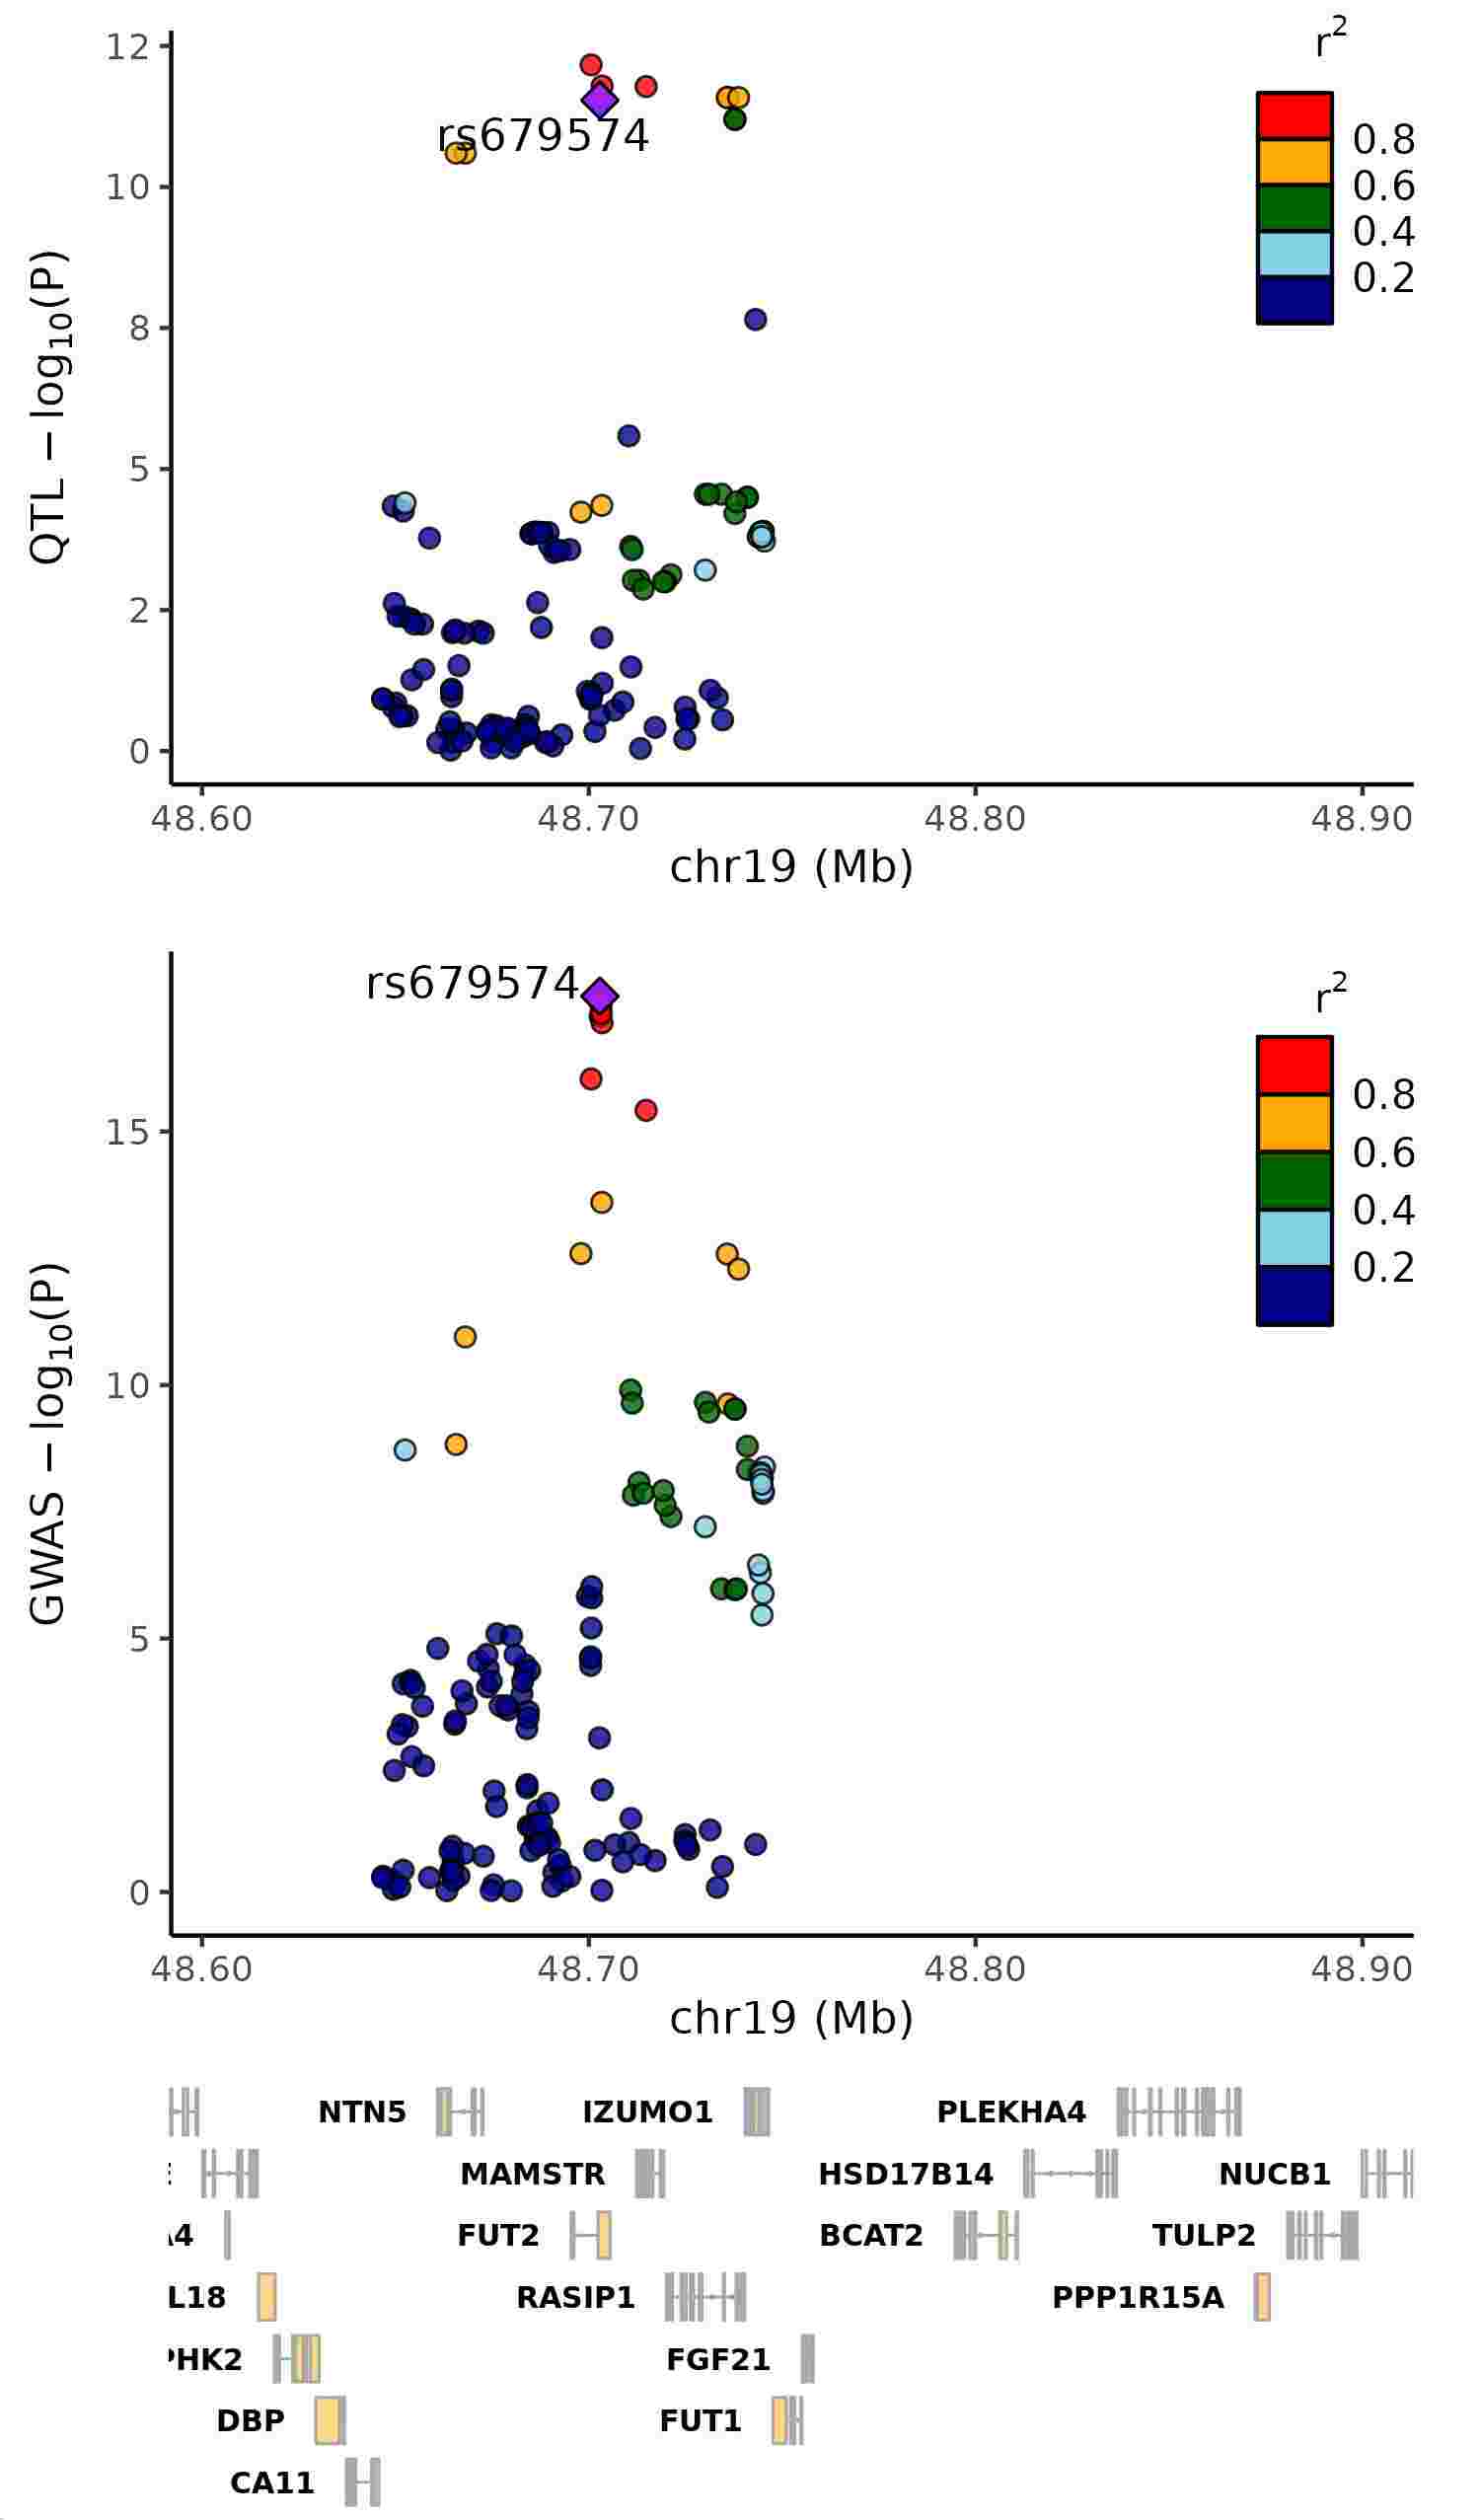 r2
12
10
8
5
2
0
rs679574
0.8
0.6
0.4
0.2
QTL −log10(P)
48.60 48.70 48.80 48.90
chr19 (Mb)
r2
15
10
5
0
rs679574
0.8
0.6
0.4
0.2
GWAS −log10(P)
48.60 48.70 48.80 48.90
chr19 (Mb)
NTN5 IZUMO1 PLEKHA4
MAMSTR HSD17B14 NUCB1
4 FUT2 BCAT2 TULP2
L18 RASIP1 PPP1R15A
PHK2 FGF21
DBP FUT1
CA11